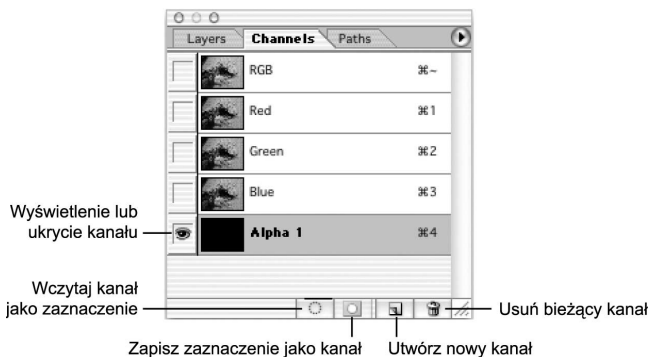 Layers Channels Paths
RGB ⌘~
Red ⌘1
Green ⌘2
Blue ⌘3
Alpha 1 ⌘4
Wyświetlenie lub
ukrycie kanału
Wczytaj kanał
jako zaznaczenie
Usuń bieżący kanał
Zapisz zaznaczenie jako kanał
Utwórz nowy kanał